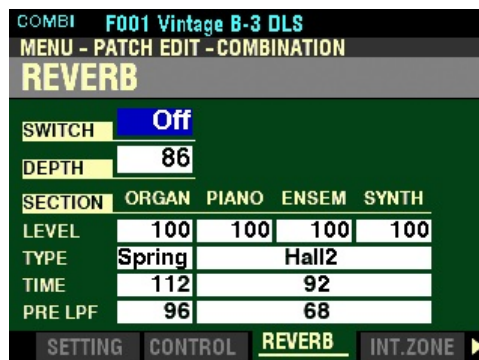 COMBI F001 Vintage B-3 DLS
MENU - PATCH EDIT - COMBINATION
REVERB
SWITCH Off
DEPTH 86
SECTION ORGAN PIANO ENSEM SYNTH
LEVEL 100 100 100 100
TYPE Spring Hall2
TIME 112 92
PRE LPF 96 68
SETTING CONTROL REVERB INT.ZONE